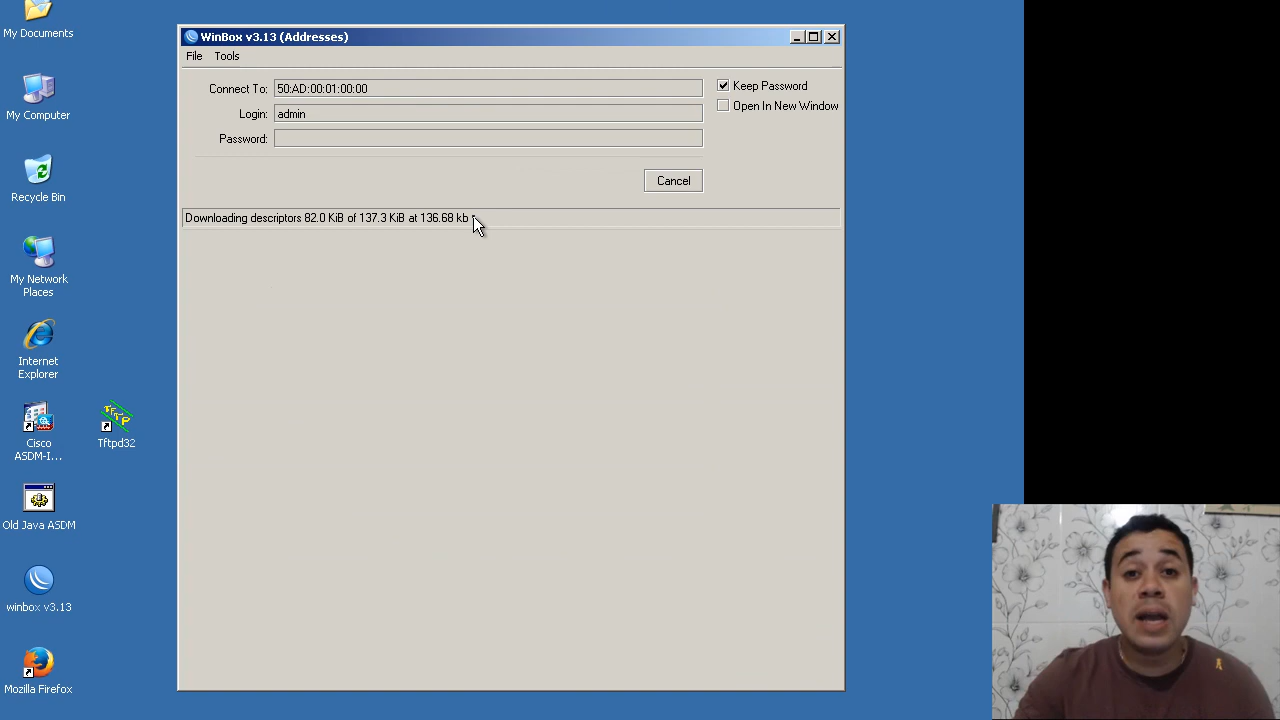 My Documents
My Computer
Recycle Bin
My Network
Places
Internet
Explorer
Cisco
ASDM-I...
Tftpd32
Old Java ASDM
winbox v3.13
Mozilla Firefox
WinBox v3.13 (Addresses)
File Tools
Connect To: 50:AD:00:01:00:00
Keep Password
Login: admin
Open In New Window
Password:
Cancel
Downloading descriptors 82.0 KiB of 137.3 KiB at 136.68 kb